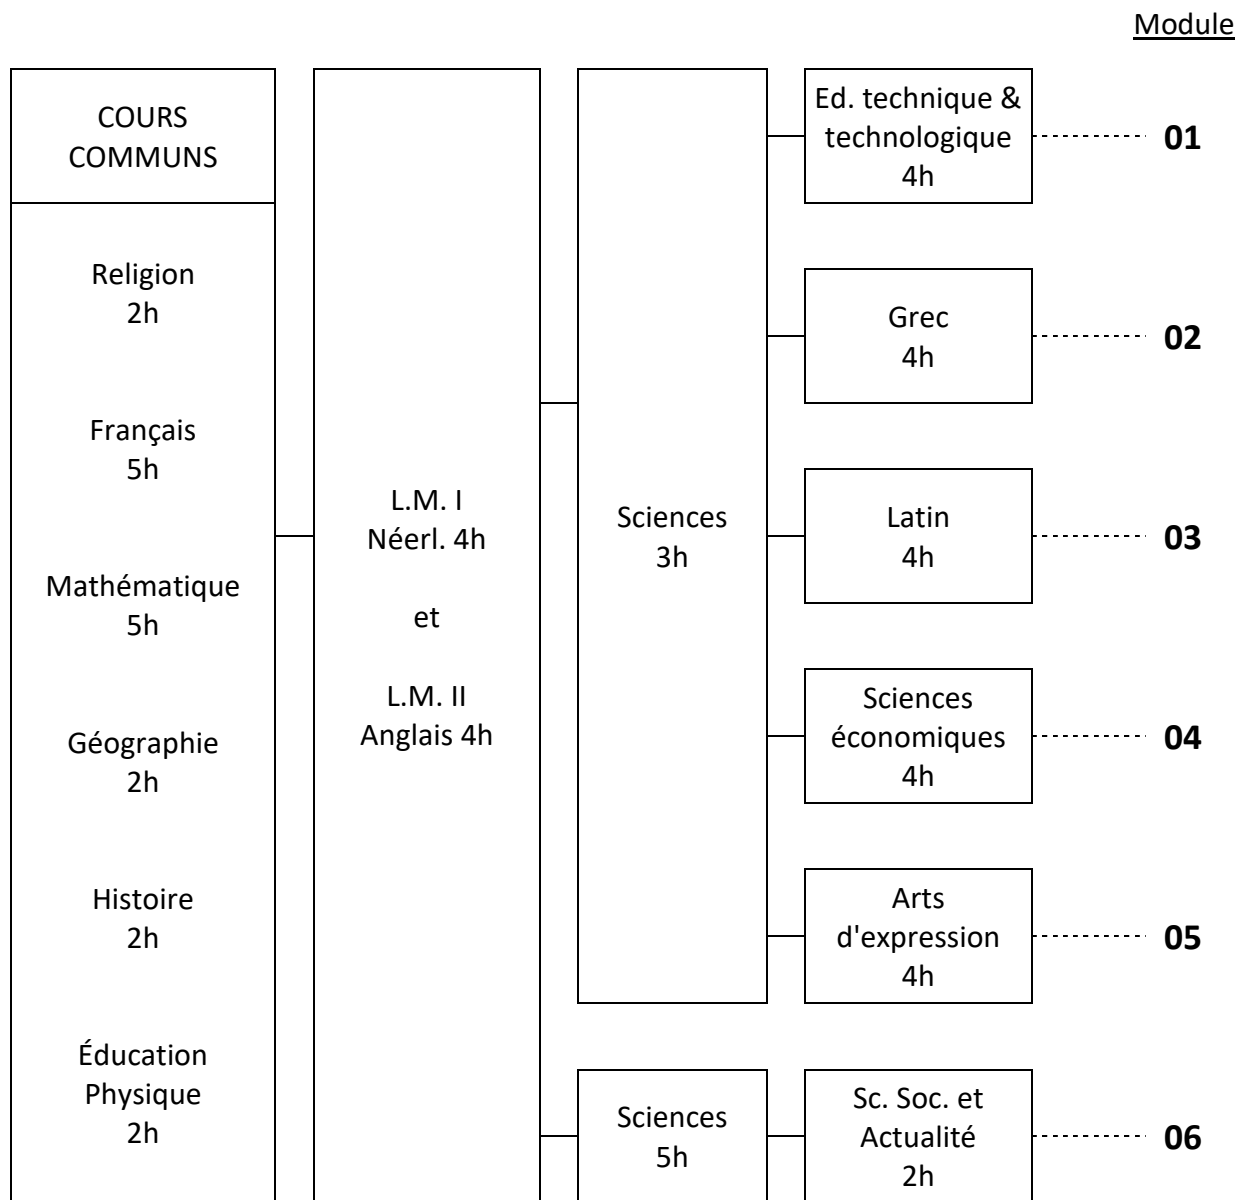 Module
COURS
COMMUNS
Religion
2h
Français
5h
Mathématique
5h
Géographie
2h
Histoire
2h
Éducation
Physique
2h
L.M. I
Néerl. 4h
et
L.M. II
Anglais 4h
Sciences
3h
Ed. technique &
technologique
4h
01
Grec
4h
02
Latin
4h
03
Sciences
économiques
4h
04
Arts
d'expression
4h
05
Sciences
5h
Sc. Soc. et
Actualité
2h
06